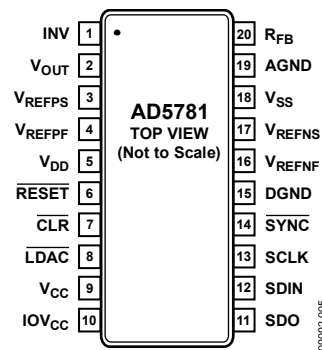 INV 1
V_OUT 2
V_REFPS 3
V_REFPF 4
V_DD 5
RESET 6
CLR 7
LDAC 8
V_CC 9
IOV_CC 10
AD5781
TOP VIEW
(Not to Scale)
20 R_FB
19 AGND
18 V_SS
17 V_REFNS
16 V_REFNF
15 DGND
14 SYNC
13 SCLK
12 SDIN
11 SDO